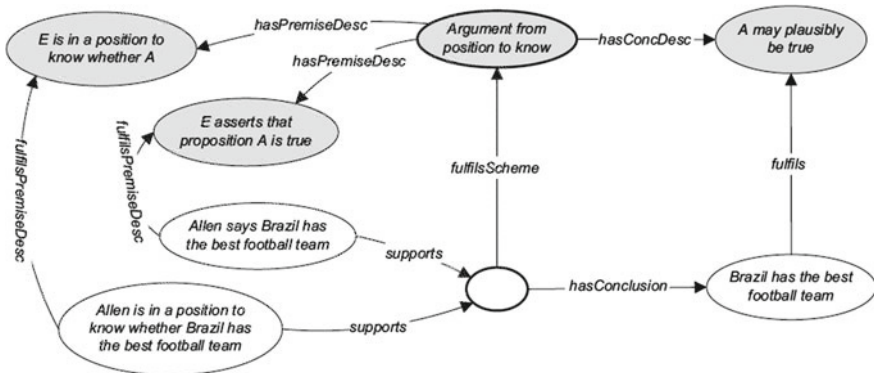 hasPremiseDesc
E is in a position to
know whether A
Argument from
position to know
hasConcDesc
A may plausibly
be true
hasPremiseDesc
E asserts that
proposition A is true
fulfilsPremiseDesc
fulfilsPremiseDesc
fulfilsScheme
fulfils
Allen says Brazil has
the best football team
supports
hasConclusion
Brazil has the best
football team
Allen is in a position to
know whether Brazil has
the best football team
supports